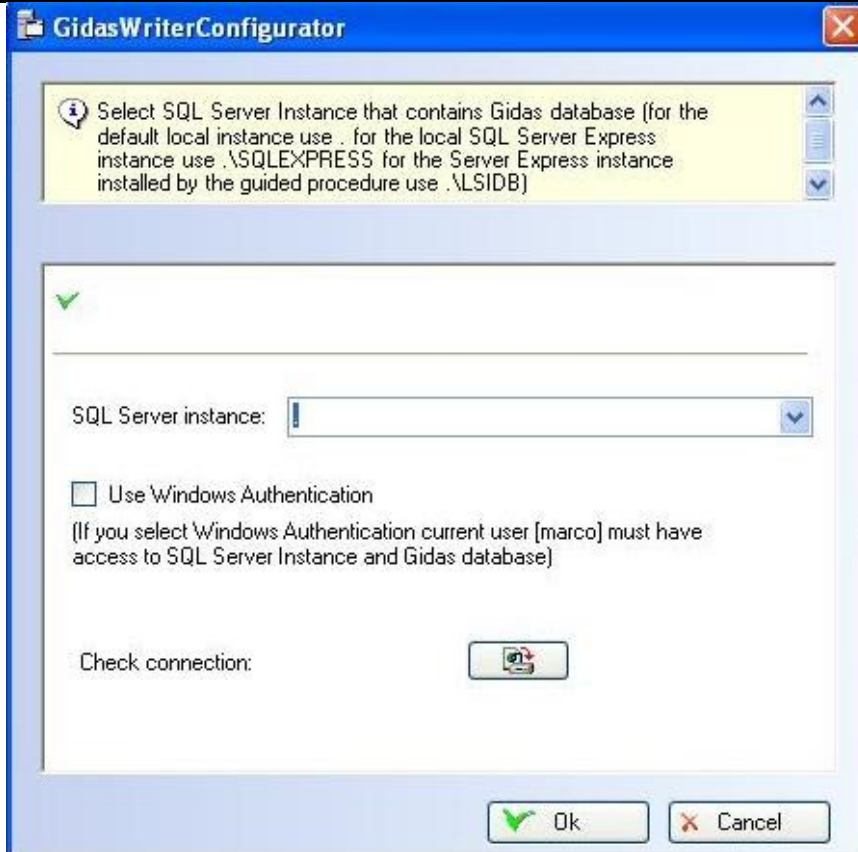 GidasWriterConfigurator
Select SQL Server Instance that contains Gidas database (for the
default local instance use . for the local SQL Server Express
instance use .\SQLEXPRESS for the Server Express instance
installed by the guided procedure use .\LSIDB)
SQL Server instance: .
Use Windows Authentication
(If you select Windows Authentication current user [marco] must have
access to SQL Server Instance and Gidas database)
Check connection:
Ok Cancel